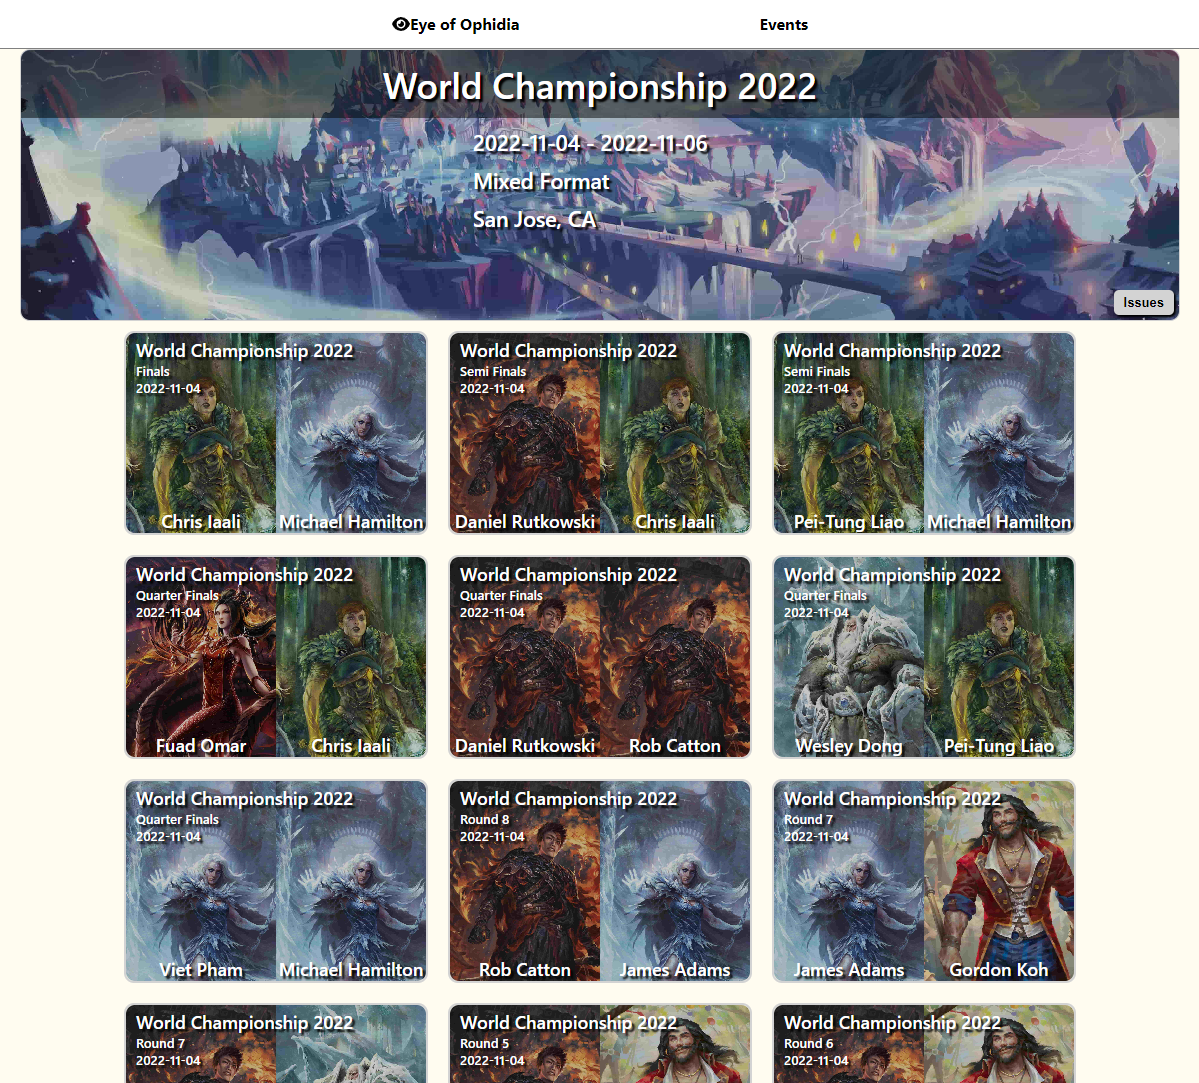 Eye of Ophidia
Events
World Championship 2022
2022-11-04 - 2022-11-06
Mixed Format
San Jose, CA
Issues
World Championship 2022
Finals
2022-11-04
Chris Iaali
Michael Hamilton
World Championship 2022
Semi Finals
2022-11-04
Daniel Rutkowski
Chris Iaali
World Championship 2022
Semi Finals
2022-11-04
Pei-Tung Liao
Michael Hamilton
World Championship 2022
Quarter Finals
2022-11-04
Fuad Omar
Chris Iaali
World Championship 2022
Quarter Finals
2022-11-04
Daniel Rutkowski
Rob Catton
World Championship 2022
Quarter Finals
2022-11-04
Wesley Dong
Pei-Tung Liao
World Championship 2022
Quarter Finals
2022-11-04
Viet Pham
Michael Hamilton
World Championship 2022
Round 8
2022-11-04
Rob Catton
James Adams
World Championship 2022
Round 7
2022-11-04
James Adams
Gordon Koh
World Championship 2022
Round 7
2022-11-04
World Championship 2022
Round 5
2022-11-04
World Championship 2022
Round 6
2022-11-04